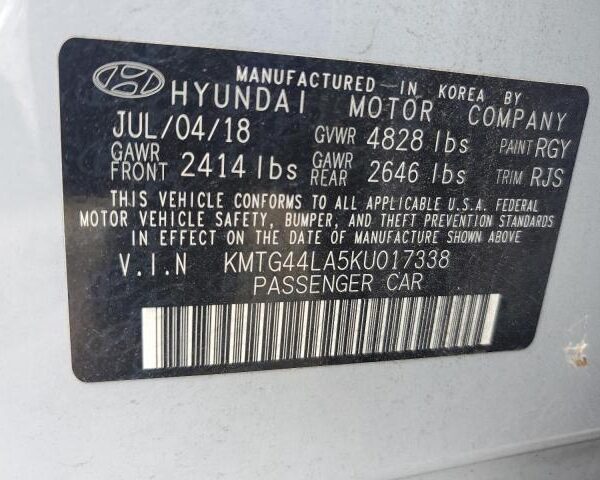 MANUFACTURED IN KOREA BY
HYUNDAI MOTOR COMPANY
JUL/04/18 GVWR 4828 lbs PAINT RGY
GAWR FRONT 2414 lbs GAWR REAR 2646 lbs TRIM RJS
THIS VEHICLE CONFORMS TO ALL APPLICABLE U.S.A. FEDERAL
MOTOR VEHICLE SAFETY, BUMPER, AND THEFT PREVENTION STANDARDS
IN EFFECT ON THE DATE OF MANUFACTURE SHOWN ABOVE
V.I.N KMTG44LA5KU017338
PASSENGER CAR